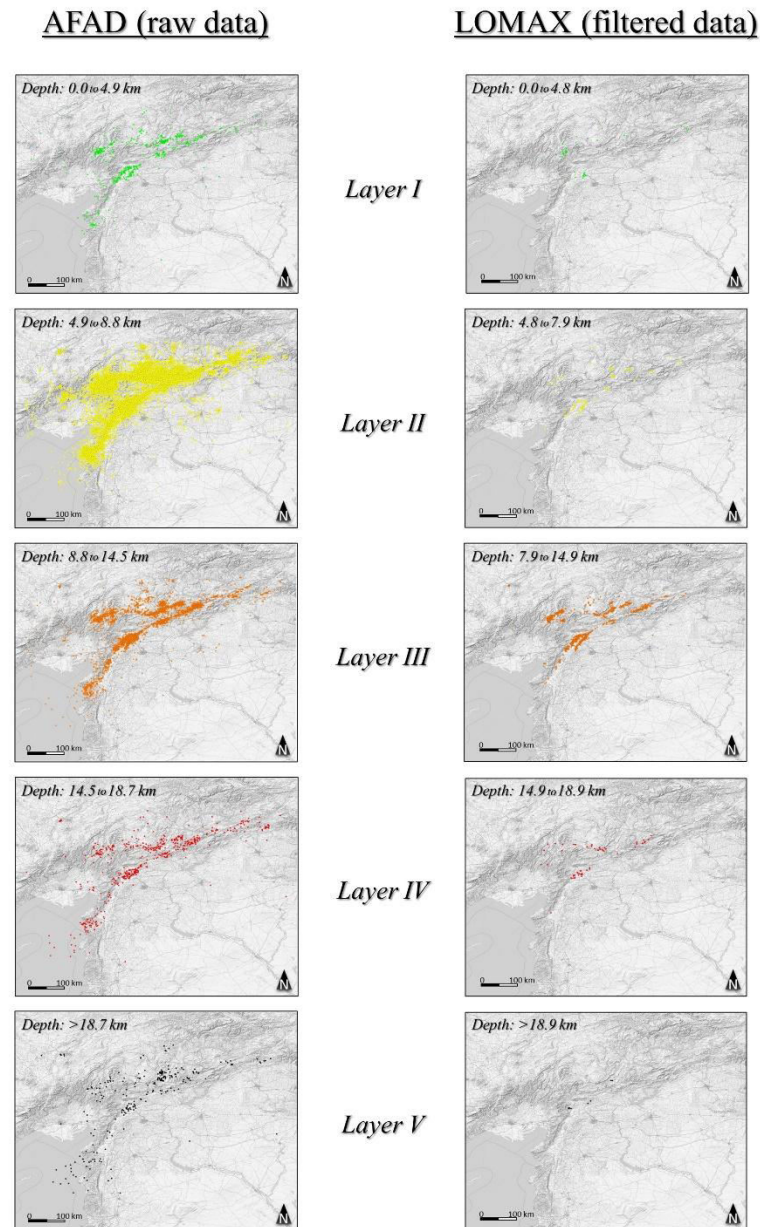 AFAD (raw data)
LOMAX (filtered data)
Depth: 0.0 to 4.9 km
0 100 km
N
Layer I
Depth: 0.0 to 4.8 km
0 100 km
N
Depth: 4.9 to 8.8 km
0 100 km
N
Layer II
Depth: 4.8 to 7.9 km
0 100 km
N
Depth: 8.8 to 14.5 km
0 100 km
N
Layer III
Depth: 7.9 to 14.9 km
0 100 km
N
Depth: 14.5 to 18.7 km
0 100 km
N
Layer IV
Depth: 14.9 to 18.9 km
0 100 km
N
Depth: >18.7 km
0 100 km
N
Layer V
Depth: >18.9 km
0 100 km
N